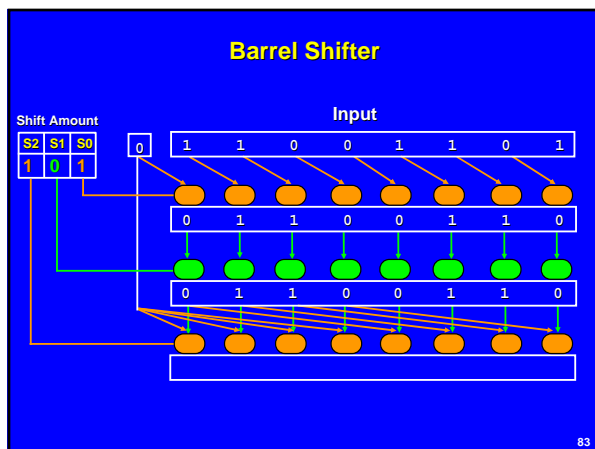 Barrel Shifter
Shift Amount
Input
S2 S1 S0
1 0 1
0
1 1 0 0 1 1 0 1
0 1 1 0 0 1 1 0
0 1 1 0 0 1 1 0
83